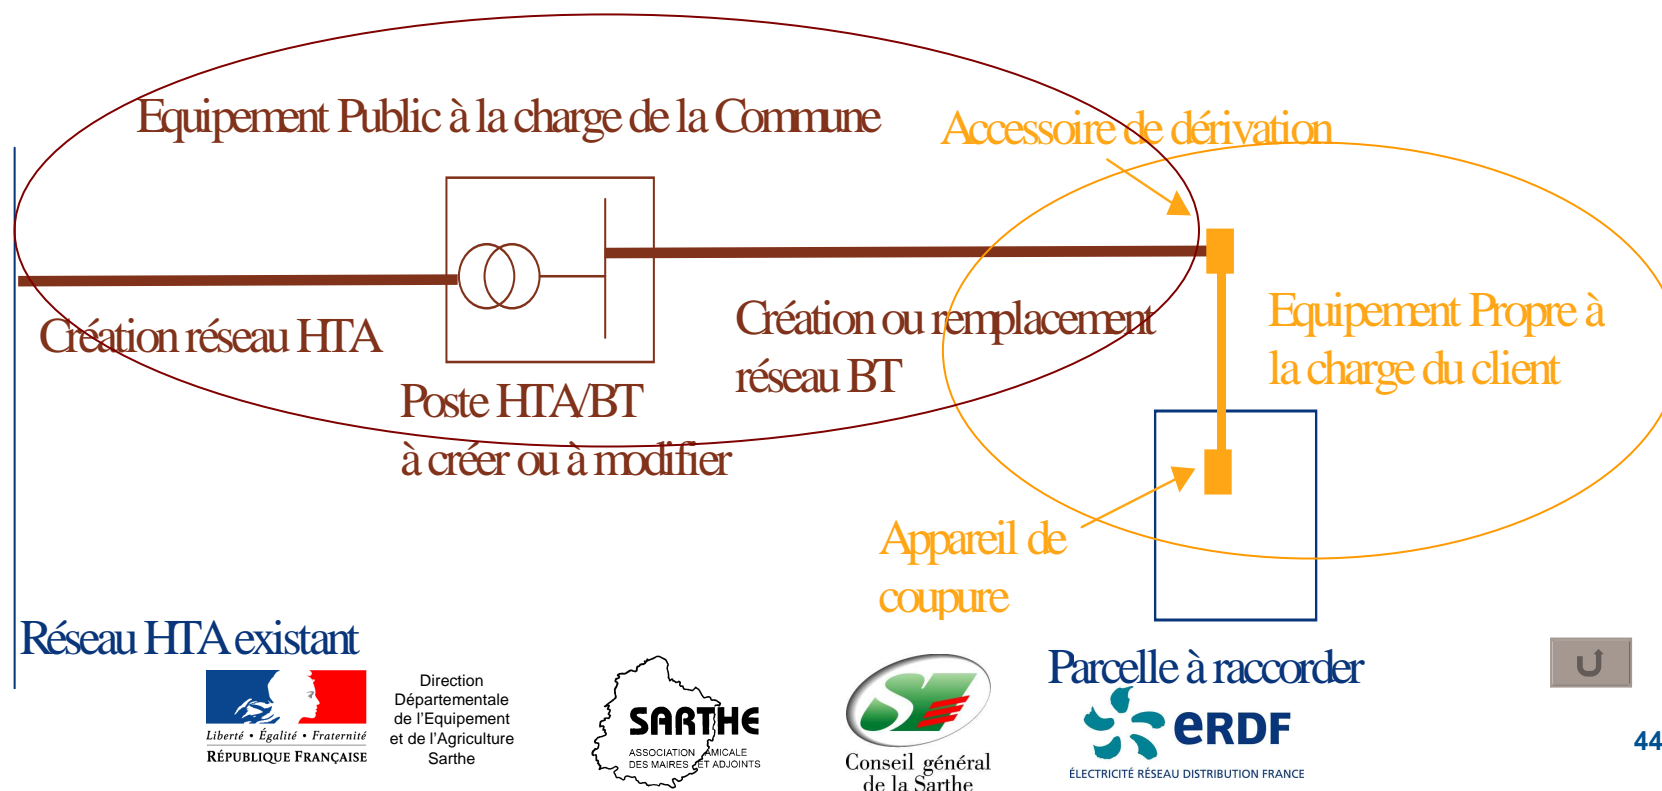 Equipement Public à la charge de la Commune
Accessoire de dérivation
Création réseau HTA
Poste HTA/BT
à créer ou à modifier
Création ou remplacement
réseau BT
Equipement Propre à
la charge du client
Appareil de
coupure
Réseau HTA existant
Parcelle à raccorder
Liberté • Égalité • Fraternité
RÉPUBLIQUE FRANÇAISE
Direction
Départementale
de l'Equipement
et de l'Agriculture
Sarthe
SARTHE
ASSOCIATION AMICALE
DES MAIRES ET ADJOINTS
Conseil général
de la Sarthe
eRDF
ÉLECTRICITÉ RÉSEAU DISTRIBUTION FRANCE
44